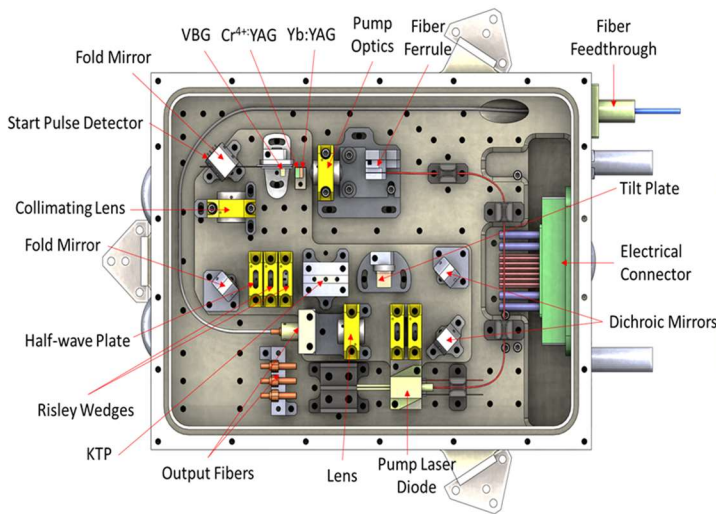 VBG
Cr4+:YAG
Yb:YAG
Pump
Optics
Fiber
Ferrule
Fiber
Feedthrough
Fold Mirror
Start Pulse Detector
Tilt Plate
Collimating Lens
Fold Mirror
Electrical
Connector
Half-wave Plate
Dichroic Mirrors
Risley Wedges
KTP
Output Fibers
Lens
Pump Laser
Diode